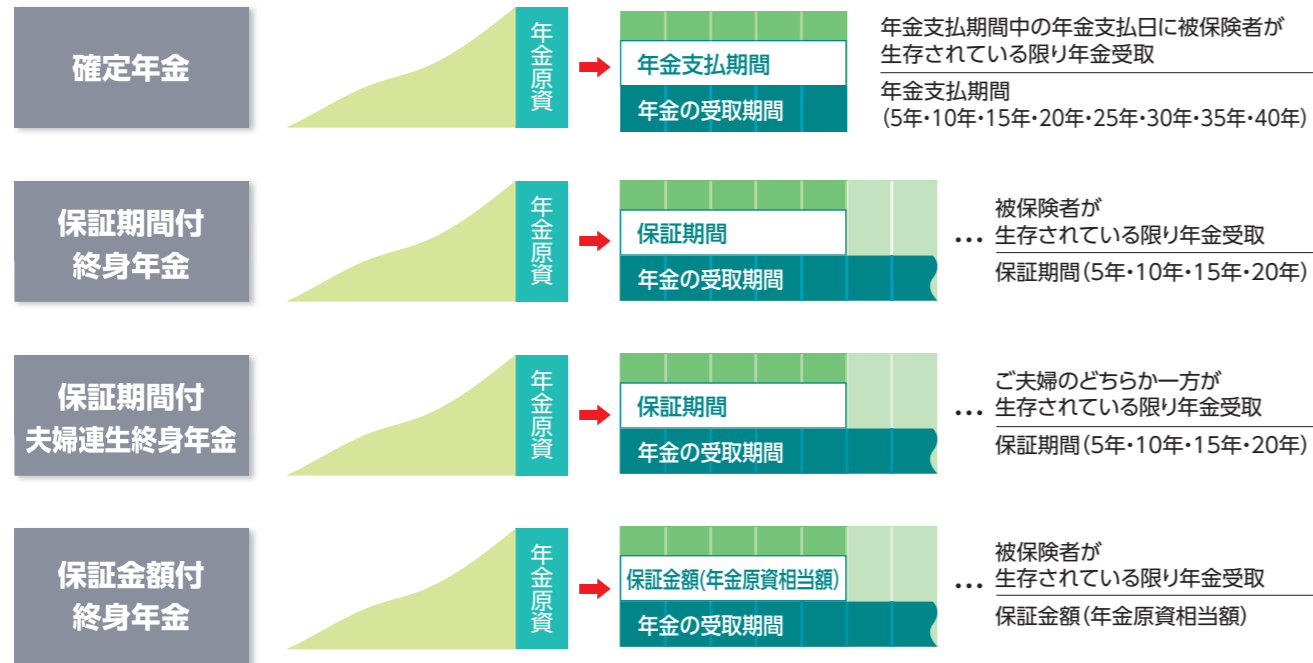 確定年金
年金原資
年金支払期間
年金の受取期間
年金支払期間中の年金支払日に被保険者が
生存されている限り年金受取
年金支払期間
(5年・10年・15年・20年・25年・30年・35年・40年)
保証期間付
終身年金
年金原資
保証期間
年金の受取期間
…
被保険者が
生存されている限り年金受取
保証期間(5年・10年・15年・20年)
保証期間付
夫婦連生終身年金
年金原資
保証期間
年金の受取期間
…
ご夫婦のどちらか一方が
生存されている限り年金受取
保証期間(5年・10年・15年・20年)
保証金額付
終身年金
年金原資
保証金額(年金原資相当額)
年金の受取期間
…
被保険者が
生存されている限り年金受取
保証金額(年金原資相当額)